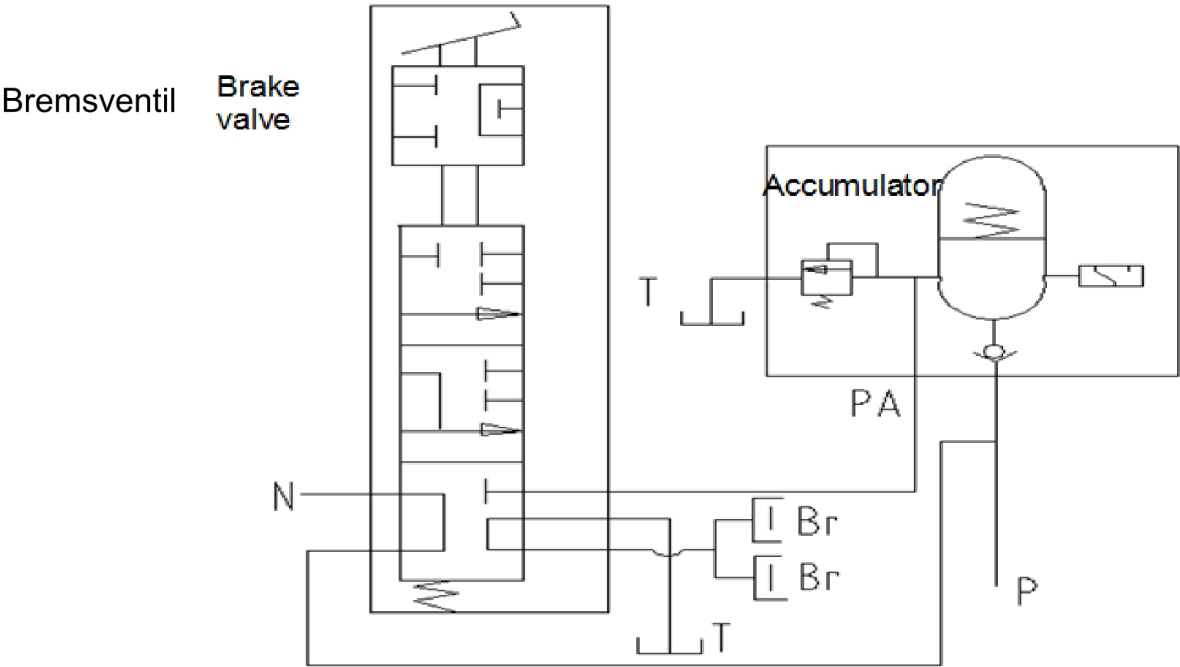 Bremsventil
Brake
valve
Accumulator
T
PA
N
Br
Br
P
T